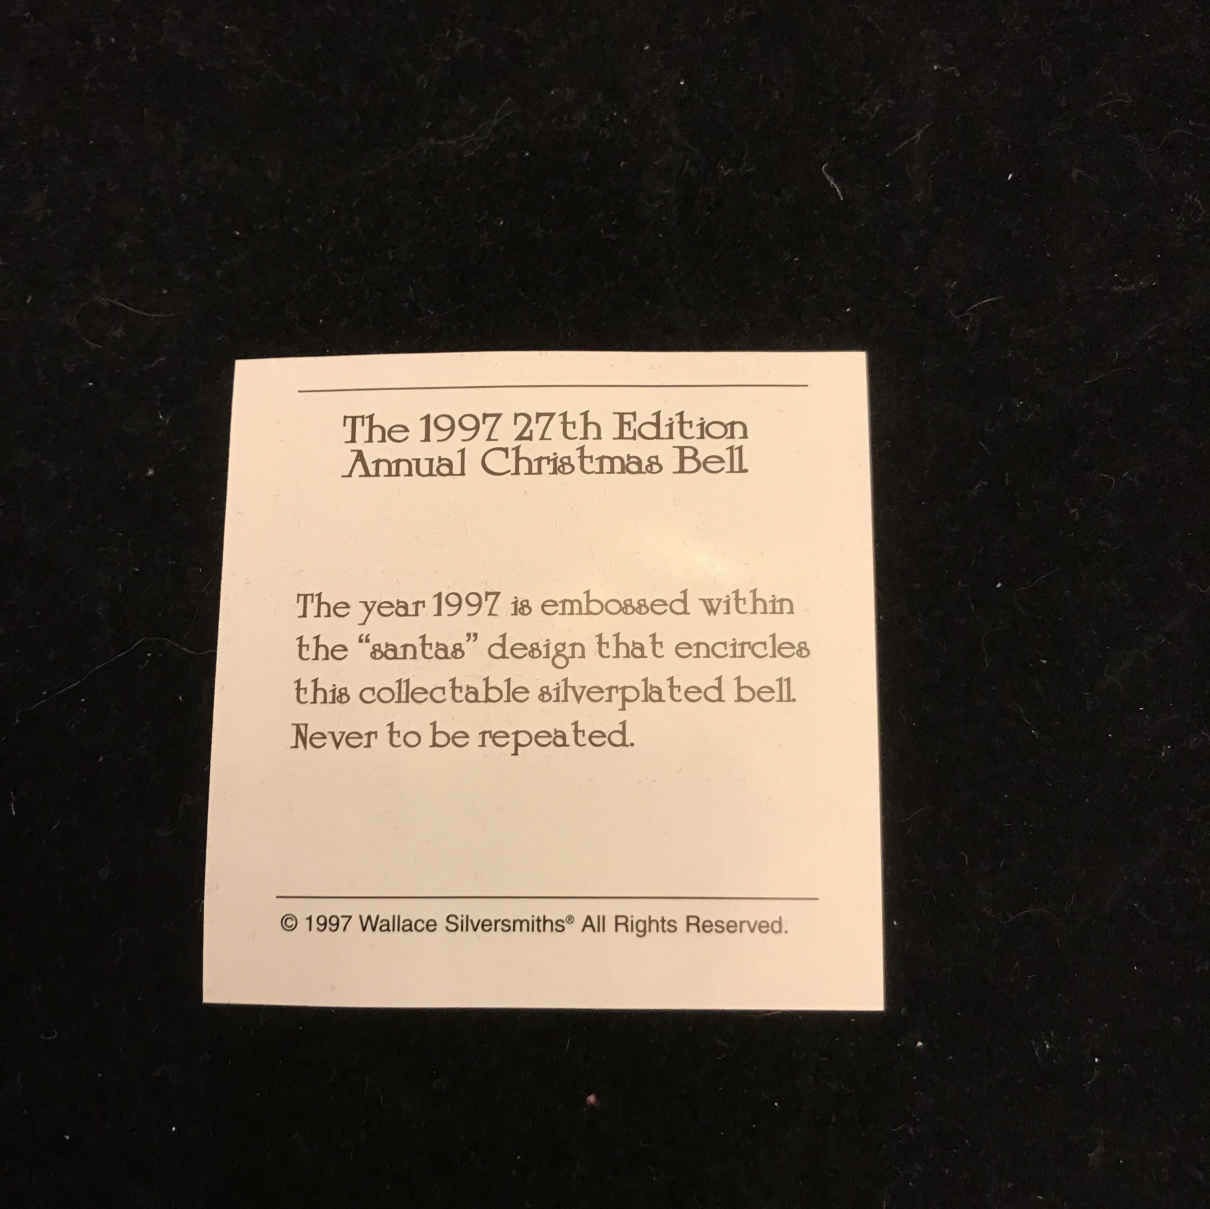 The 1997 27th Edition
Annual Christmas Bell
The year 1997 is embossed within
the “santas” design that encircles
this collectable silverplated bell.
Never to be repeated.
© 1997 Wallace Silversmiths® All Rights Reserved.